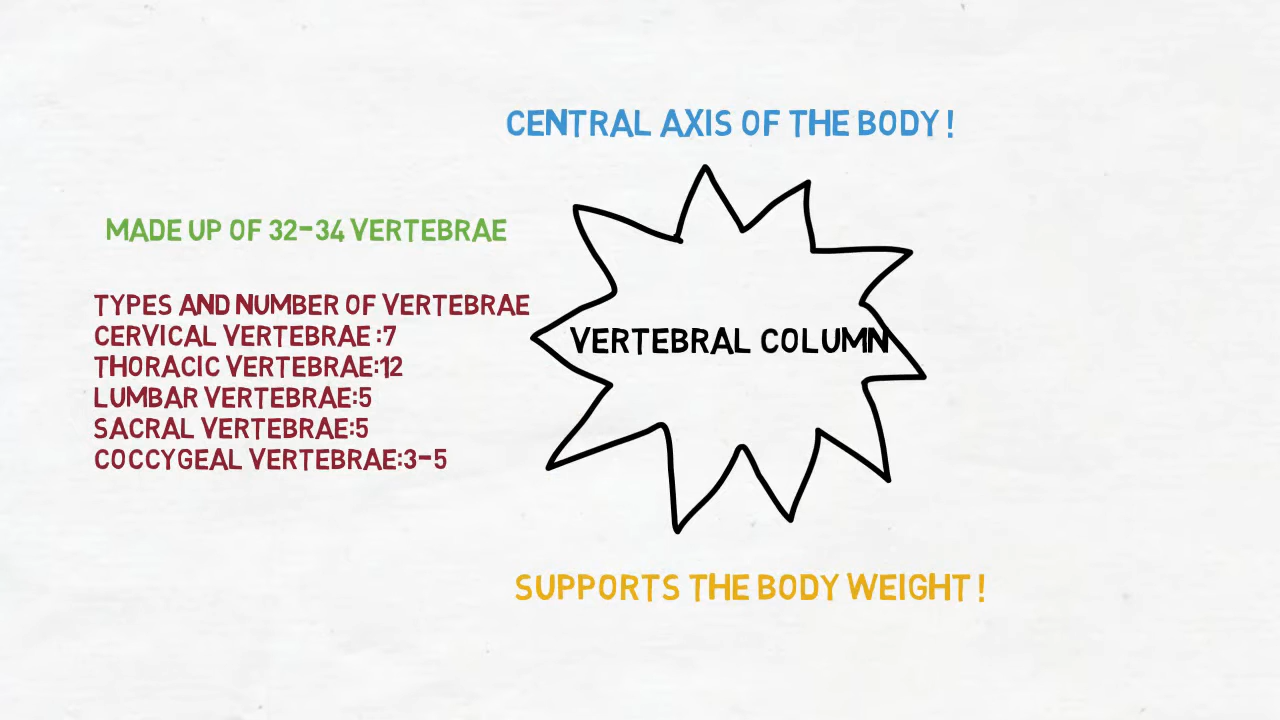 CENTRAL AXIS OF THE BODY !
MADE UP OF 32-34 VERTEBRAE
TYPES AND NUMBER OF VERTEBRAE
CERVICAL VERTEBRAE :7
THORACIC VERTEBRAE:12
LUMBAR VERTEBRAE:5
SACRAL VERTEBRAE:5
COCCYGEAL VERTEBRAE:3-5
VERTEBRAL COLUMN
SUPPORTS THE BODY WEIGHT !